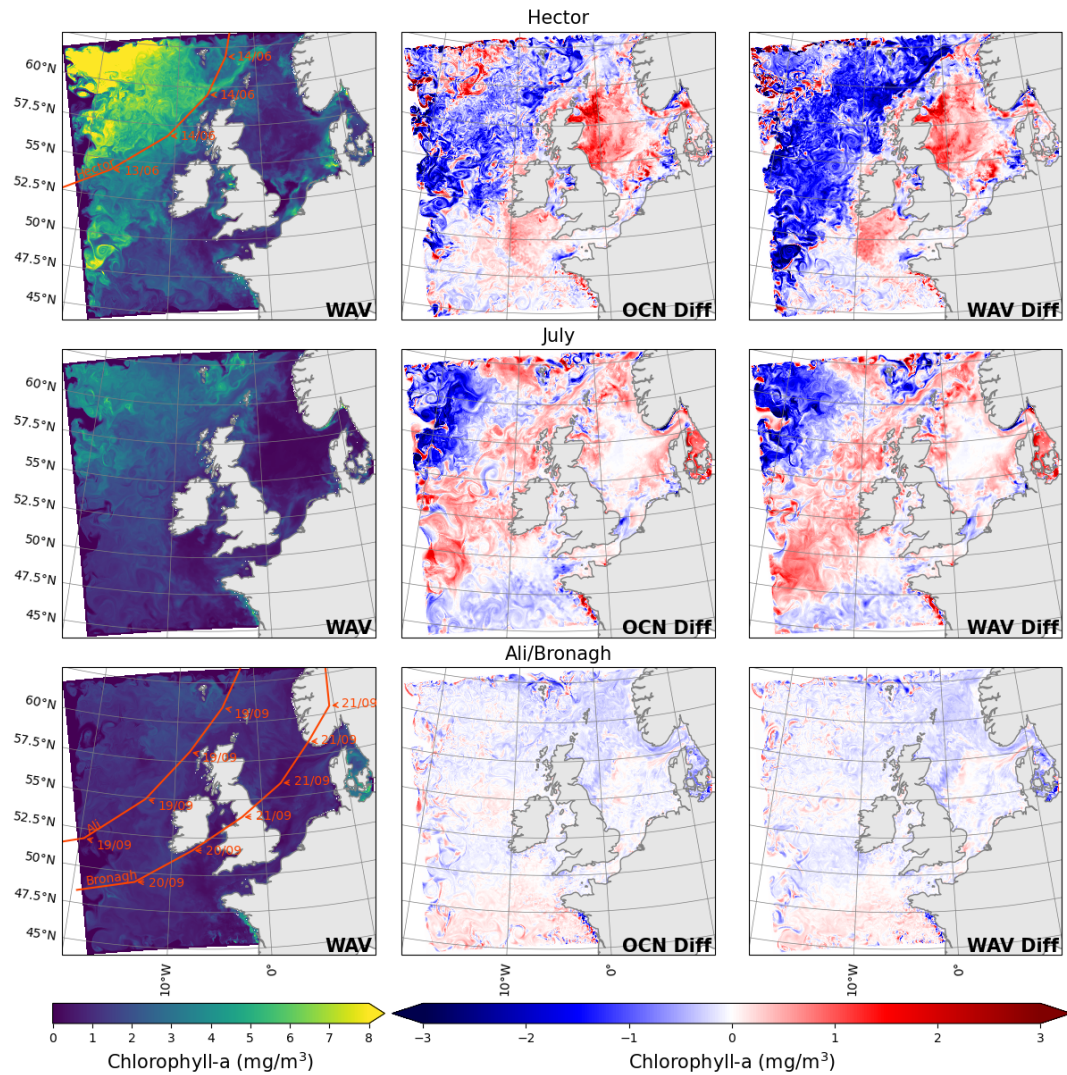 Hector
60°N
57.5°N
55°N
52.5°N
50°N
47.5°N
45°N
14/06
14/06
14/06
13/06
WAV
OCN Diff
WAV Diff
July
60°N
57.5°N
55°N
52.5°N
50°N
47.5°N
45°N
WAV
OCN Diff
WAV Diff
Ali/Bronagh
60°N
57.5°N
55°N
52.5°N
50°N
47.5°N
45°N
21/09
19/09
21/09
19/09
21/09
19/09
21/09
Ali
19/09
20/09
Bronagh
20/09
WAV
OCN Diff
WAV Diff
10°W
0°
10°W
0°
10°W
0°
0 1 2 3 4 5 6 7 8
−3 −2 −1 0 1 2 3
Chlorophyll-a (mg/m³)
Chlorophyll-a (mg/m³)